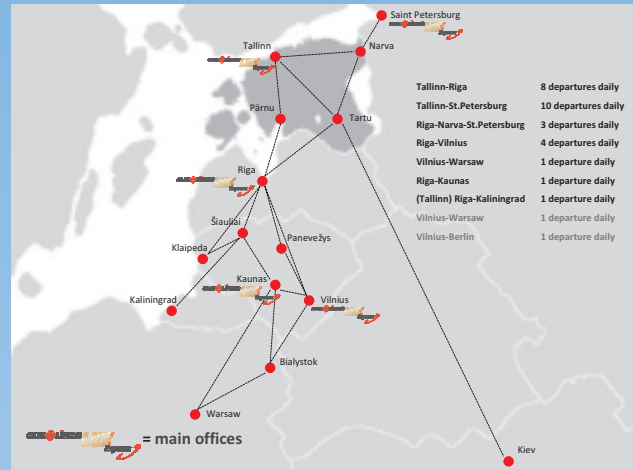 Saint Petersburg
Tallinn
Narva
Pärnu
Tartu
Tallinn-Riga 8 departures daily
Tallinn-St.Petersburg 10 departures daily
Riga-Narva-St.Petersburg 3 departures daily
Riga-Vilnius 4 departures daily
Vilnius-Warsaw 1 departure daily
Riga-Kaunas 1 departure daily
(Tallinn) Riga-Kaliningrad 1 departure daily
Vilnius-Warsaw 1 departure daily
Vilnius-Berlin 1 departure daily
Riga
Šiauliai
Klaipeda
Panevežys
Kaunas
Kaliningrad
Vilnius
Bialystok
Warsaw
= main offices
Kiev